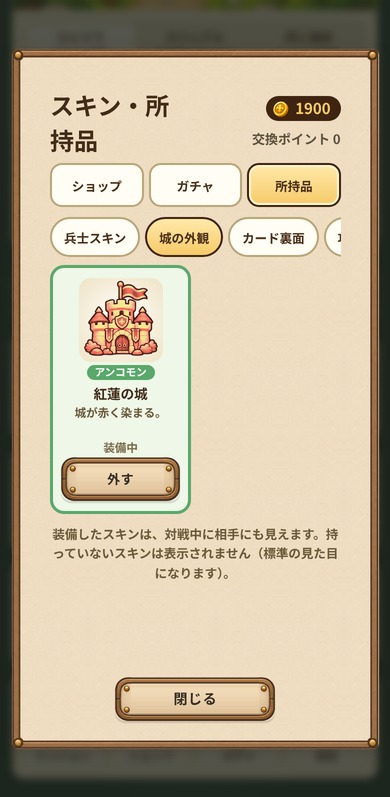 スキン・所
持品
1900
交換ポイント 0
ショップ
ガチャ
所持品
兵士スキン
城の外観
カード裏面
アンコモン
紅蓮の城
城が赤く染まる。
装備中
外す
装備したスキンは、対戦中に相手にも見えます。持
っていないスキンは表示されません（標準の見た目
になります）。
閉じる